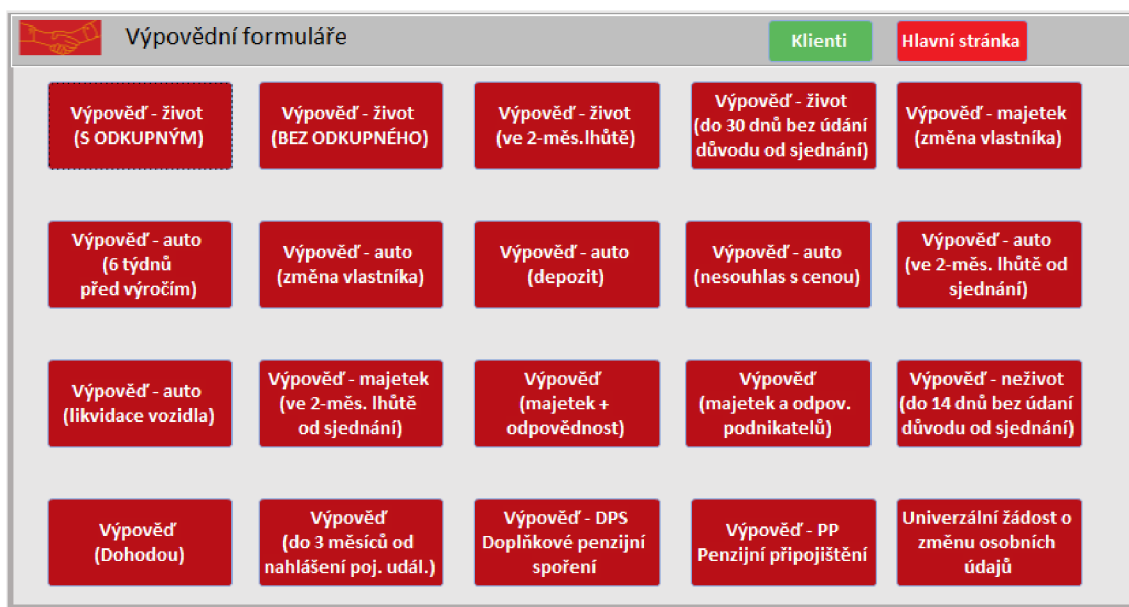 Výpovědní formuláře
Klienti
Hlavní stránka
Výpověď - život
(S ODKUPNÝM)
Výpověď - život
(BEZ ODKUPNÉHO)
Výpověď - život
(ve 2-měs.lhůtě)
Výpověď - život
(do 30 dnů bez údání
důvodu od sjednání)
Výpověď - majetek
(změna vlastníka)
Výpověď - auto
(6 týdnů
před výročím)
Výpověď - auto
(změna vlastníka)
Výpověď - auto
(depozit)
Výpověď - auto
(nesouhlas s cenou)
Výpověď - auto
(ve 2-měs. lhůtě od
sjednání)
Výpověď - auto
(likvidace vozidla)
Výpověď - majetek
(ve 2-měs. lhůtě
od sjednání)
Výpověď
(majetek +
odpovědnost)
Výpověď
(majetek a odpov.
podnikatelů)
Výpověď - neživot
(do 14 dnů bez údaní
důvodu od sjednání)
Výpověď
(Dohodou)
Výpověď
(do 3 měsíců od
nahlášení poj. udál.)
Výpověď - DPS
Doplňkové penzijní
spoření
Výpověď - PP
Penzijní připojištění
Univerzální žádost o
změnu osobních
údajů